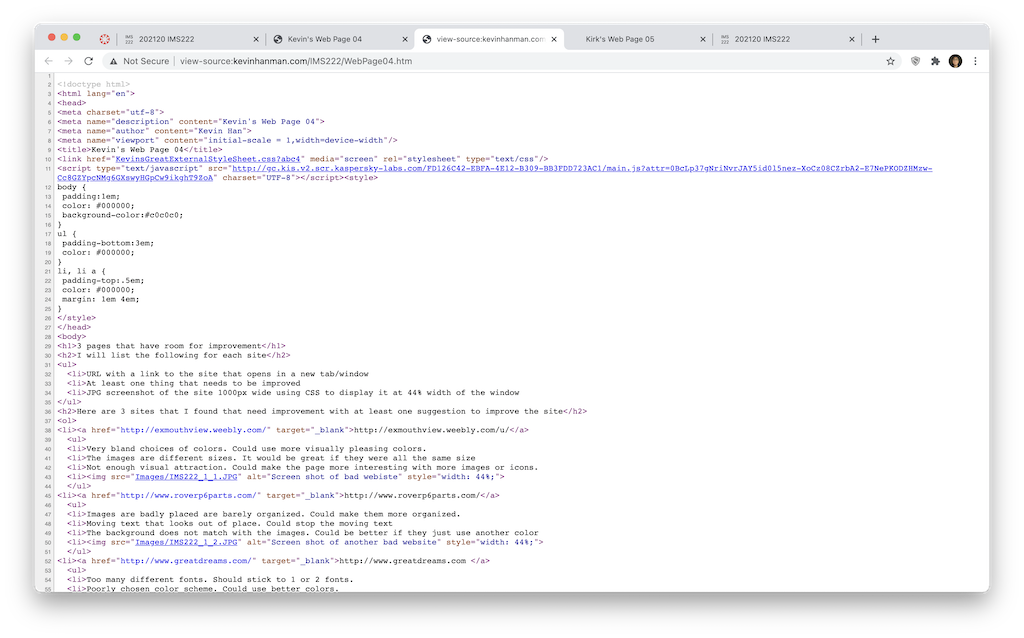 IMS
222
202120 IMS222
Kevin's Web Page 04
view-source:kevinhanman.com
Kirk's Web Page 05
IMS
222
202120 IMS222
Not Secure
view-source:kevinhanman.com/IMS222/WebPage04.htm
1
2 <!doctype html>
3 <html lang="en">
4 <head>
5 <meta charset="utf-8">
6 <meta name="description" content="Kevin's Web Page 04">
7 <meta name="author" content="Kevin Han">
8 <meta name="viewport" content="initial-scale = 1,width=device-width"/>
9 <title>Kevin's Web Page 04</title>
10 <link href="KevinsGreatExternalStyleSheet.css?abc4" media="screen" rel="stylesheet" type="text/css"/>
11 <script type="text/javascript" src="http://gc.kis.v2.scr.kaspersky-labs.com/FD126C42-EBFA-4E12-B309-BB3FDD723AC1/main.js?attr=0BcLp37gNriNvrJAY5id0l5nez-XoCz08CZrbA2-E7NePKODZHMzw-
Cc8GZYpcNMg6GXswyHGpCw9ikghT9ZoA" charset="UTF-8"></script><style>
12 body {
13 padding:1em;
14 color: #000000;
15 background-color:#c0c0c0;
16 }
17 ul {
18 padding-bottom:3em;
19 color: #000000;
20 }
21 li, li a {
22 padding-top:.5em;
23 color: #000000;
24 margin: 1em 4em;
25 }
26 </style>
27 </head>
28 <body>
29 <h1>3 pages that have room for improvement</h1>
30 <h2>I will list the following for each site</h2>
31 <ul>
32 <li>URL with a link to the site that opens in a new tab/window
33 <li>At least one thing that needs to be improved
34 <li>JPG screenshot of the site 1000px wide using CSS to display it at 44% width of the window
35 </ul>
36 <h2>Here are 3 sites that I found that need improvement with at least one suggestion to improve the site</h2>
37 <ol>
38 <li><a href="http://exmouthview.weebly.com/" target="_blank">http://exmouthview.weebly.com/u/</a>
39 <ul>
40 <li>Very bland choices of colors. Could use more visually pleasing colors.
41 <li>The images are different sizes. It would be great if they were all the same size
42 <li>Not enough visual attraction. Could make the page more interesting with more images or icons.
43 <li><img src="Images/IMS222_1_1.JPG" alt="Screen shot of bad webiste" style="width: 44%;">
44 </ul>
45 <li><a href="http://www.roverp6parts.com/" target="_blank">http://www.roverp6parts.com/</a>
46 <ul>
47 <li>Images are badly placed are barely organized. Could make them more organized.
48 <li>Moving text that looks out of place. Could stop the moving text
49 <li>The background does not match with the images. Could be better if they just use another color
50 <li><img src="Images/IMS222_1_2.JPG" alt="Screen shot of another bad website" style="width: 44%;">
51 </ul>
52 <li><a href="http://www.greatdreams.com/" target="_blank">http://www.greatdreams.com </a>
53 <ul>
54 <li>Too many different fonts. Should stick to 1 or 2 fonts.
55 <li>Poorly chosen color scheme. Could use better colors.